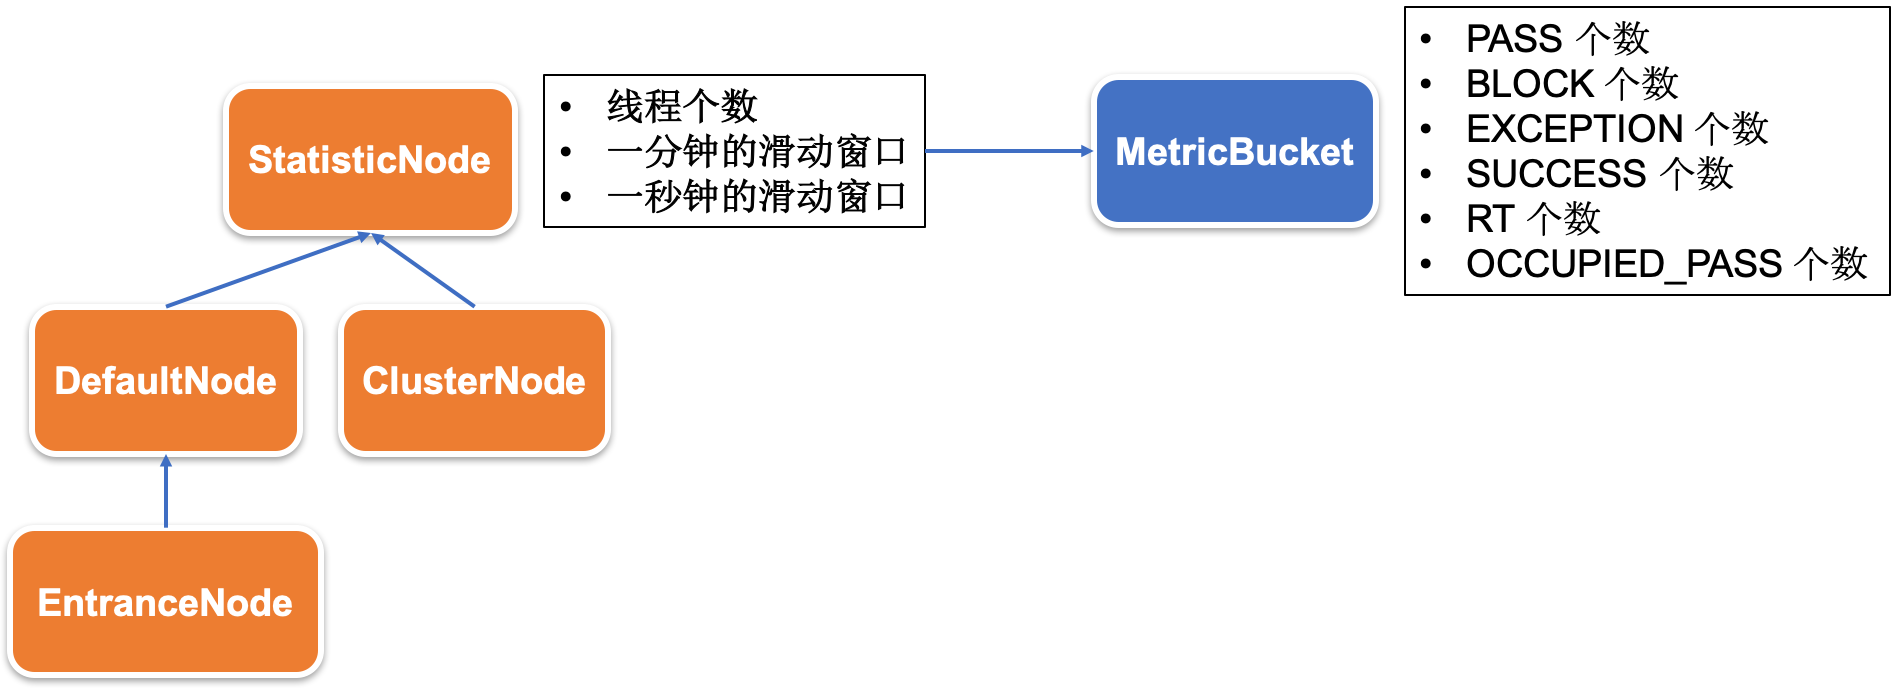 StatisticNode
• 线程个数
• 一分钟的滑动窗口
• 一秒钟的滑动窗口
MetricBucket
• PASS 个数
• BLOCK 个数
• EXCEPTION 个数
• SUCCESS 个数
• RT 个数
• OCCUPIED_PASS 个数
DefaultNode
ClusterNode
EntranceNode